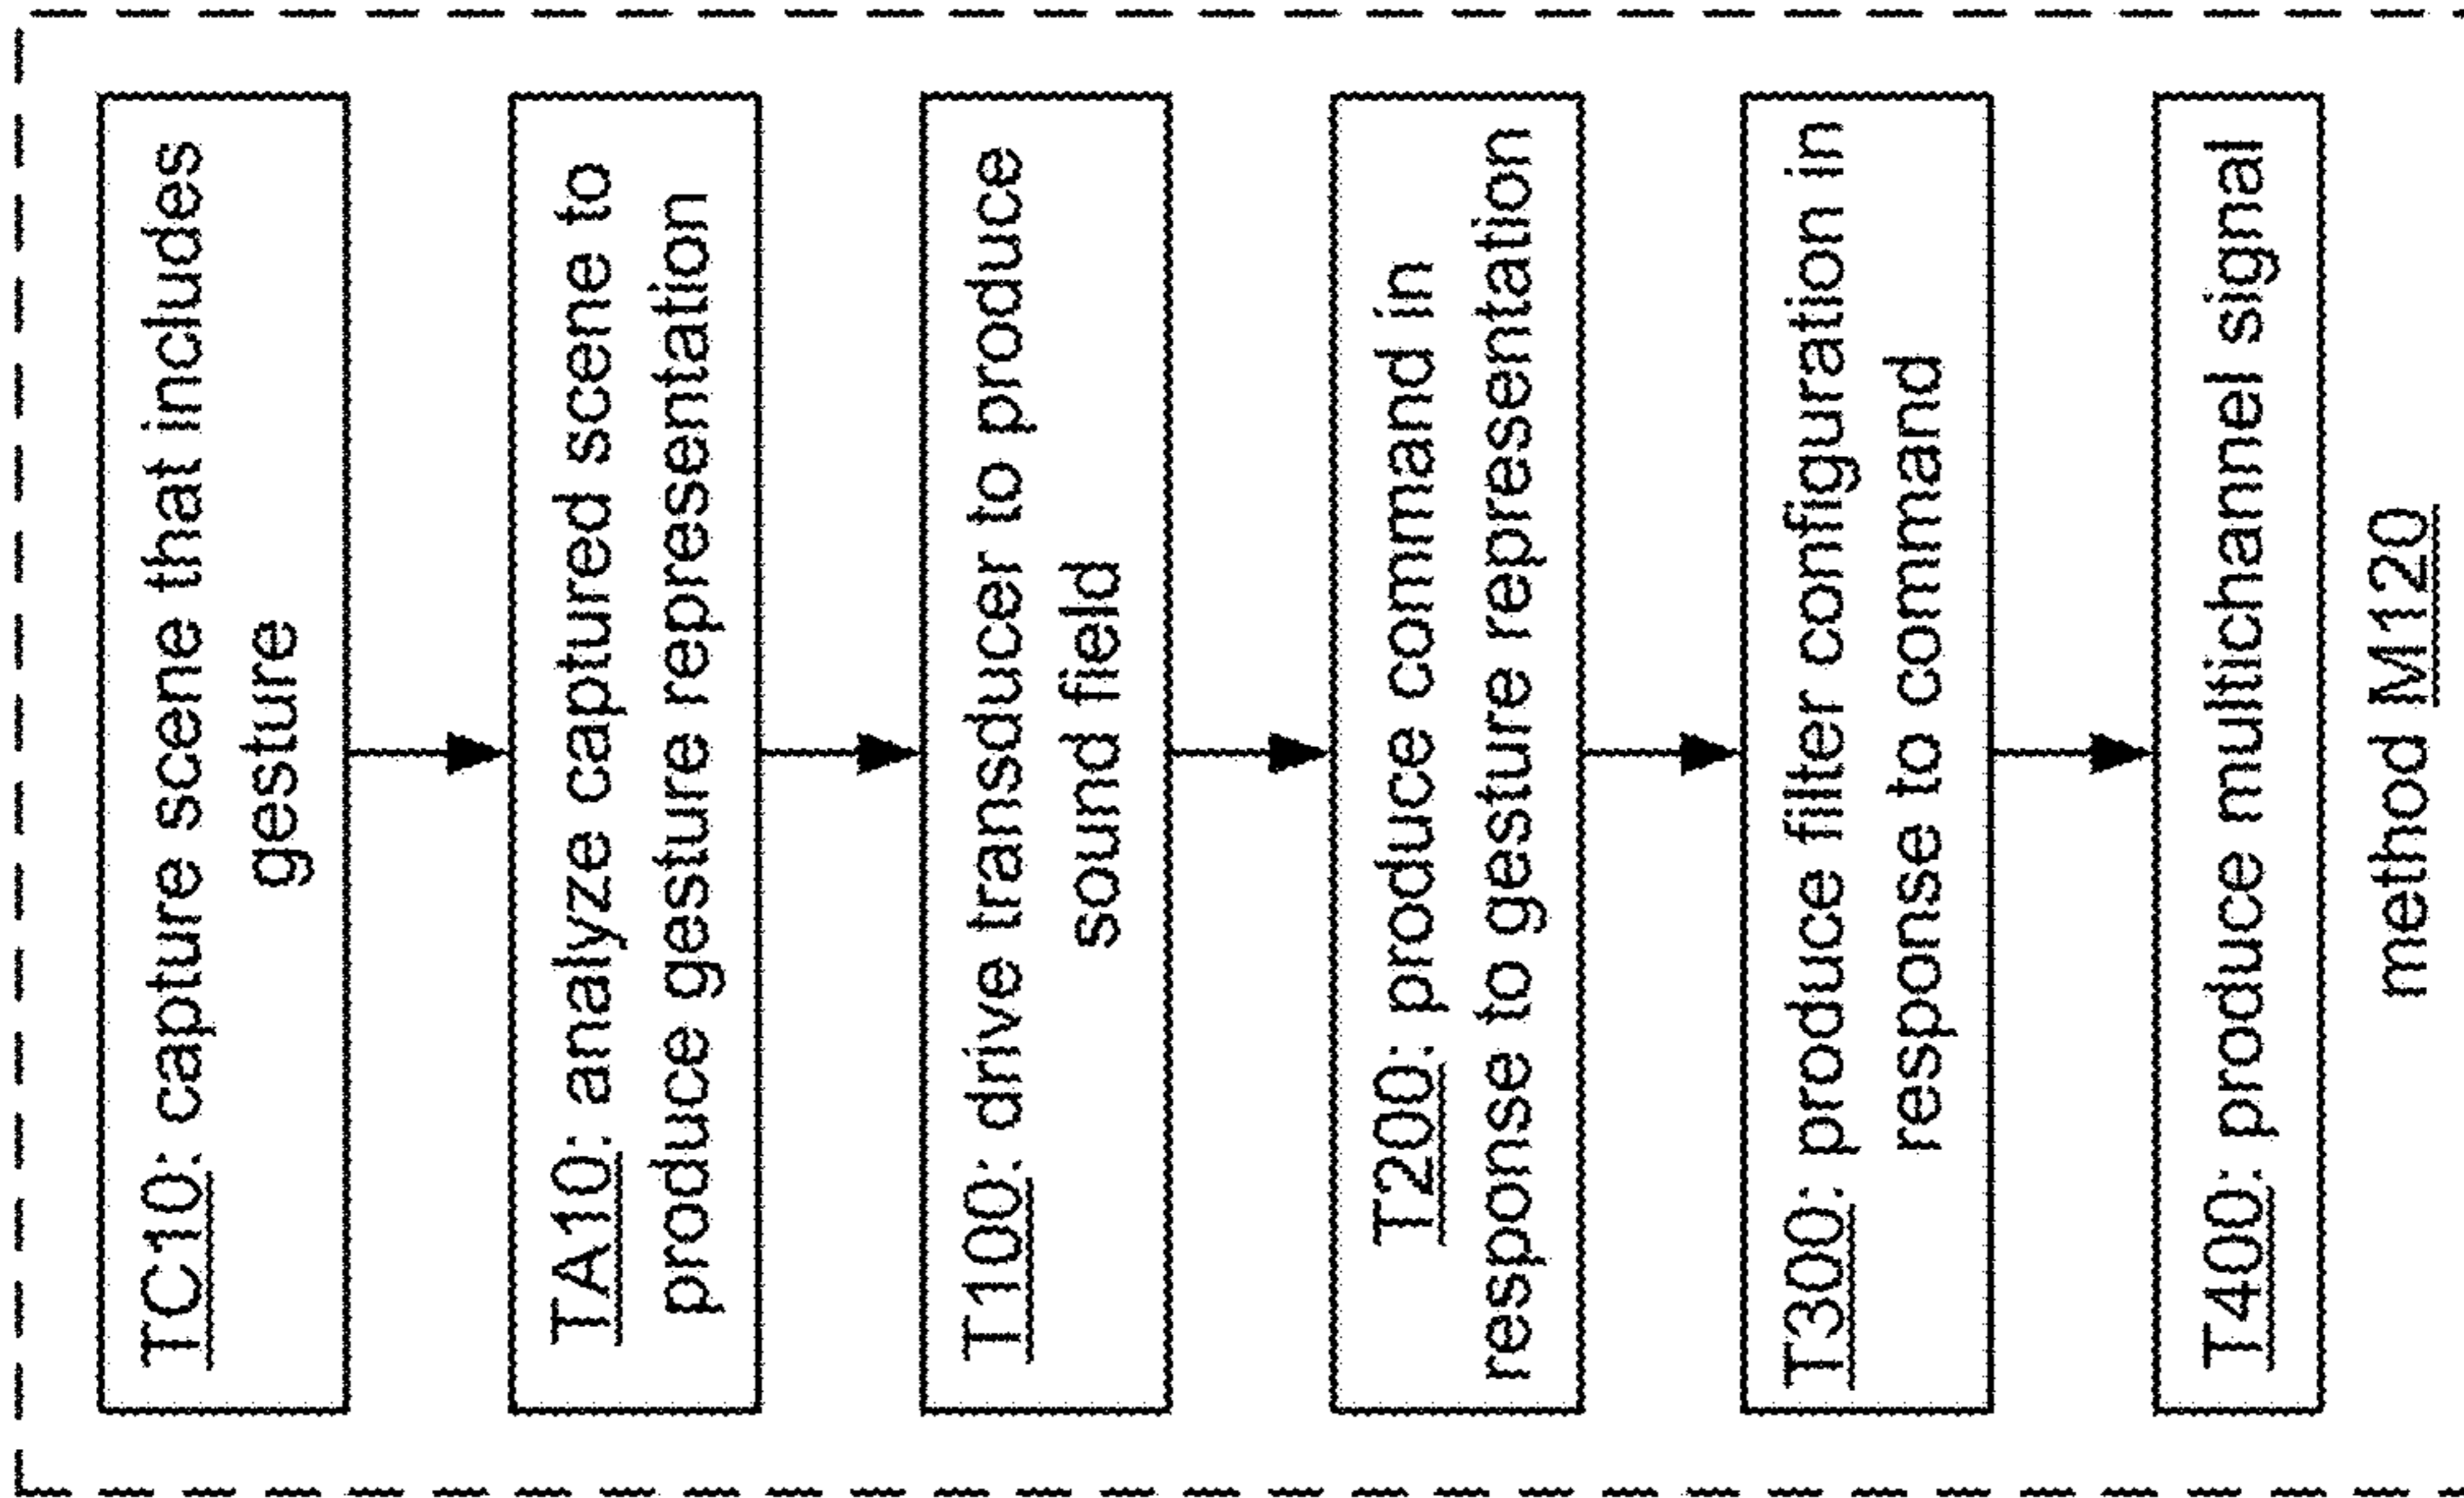 TC10: capture scene that includes
gesture
TA10: analyze captured scene to
produce gesture representation
T100: drive transducer to produce
sound field
T200: produce command in
response to gesture representation
T300: produce filter configuration in
response to command
T400: produce multichannel signal
method M120